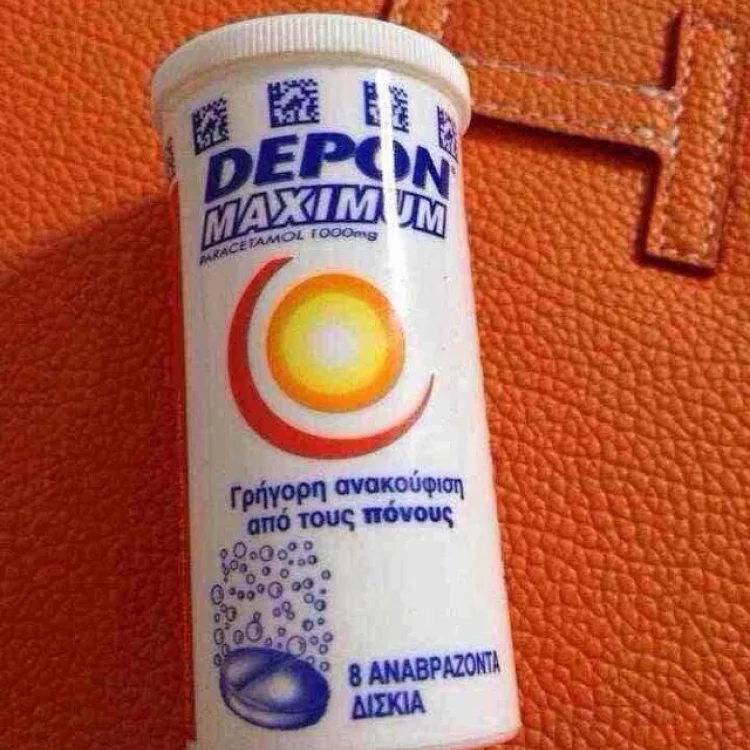 DEPON®
MAXIMUM
PARACETAMOL 1000mg
Γρήγορη ανακούφιση
από τους πόνους
8 ΑΝΑΒΡΑΖΟΝΤΑ
ΔΙΣΚΙΑ